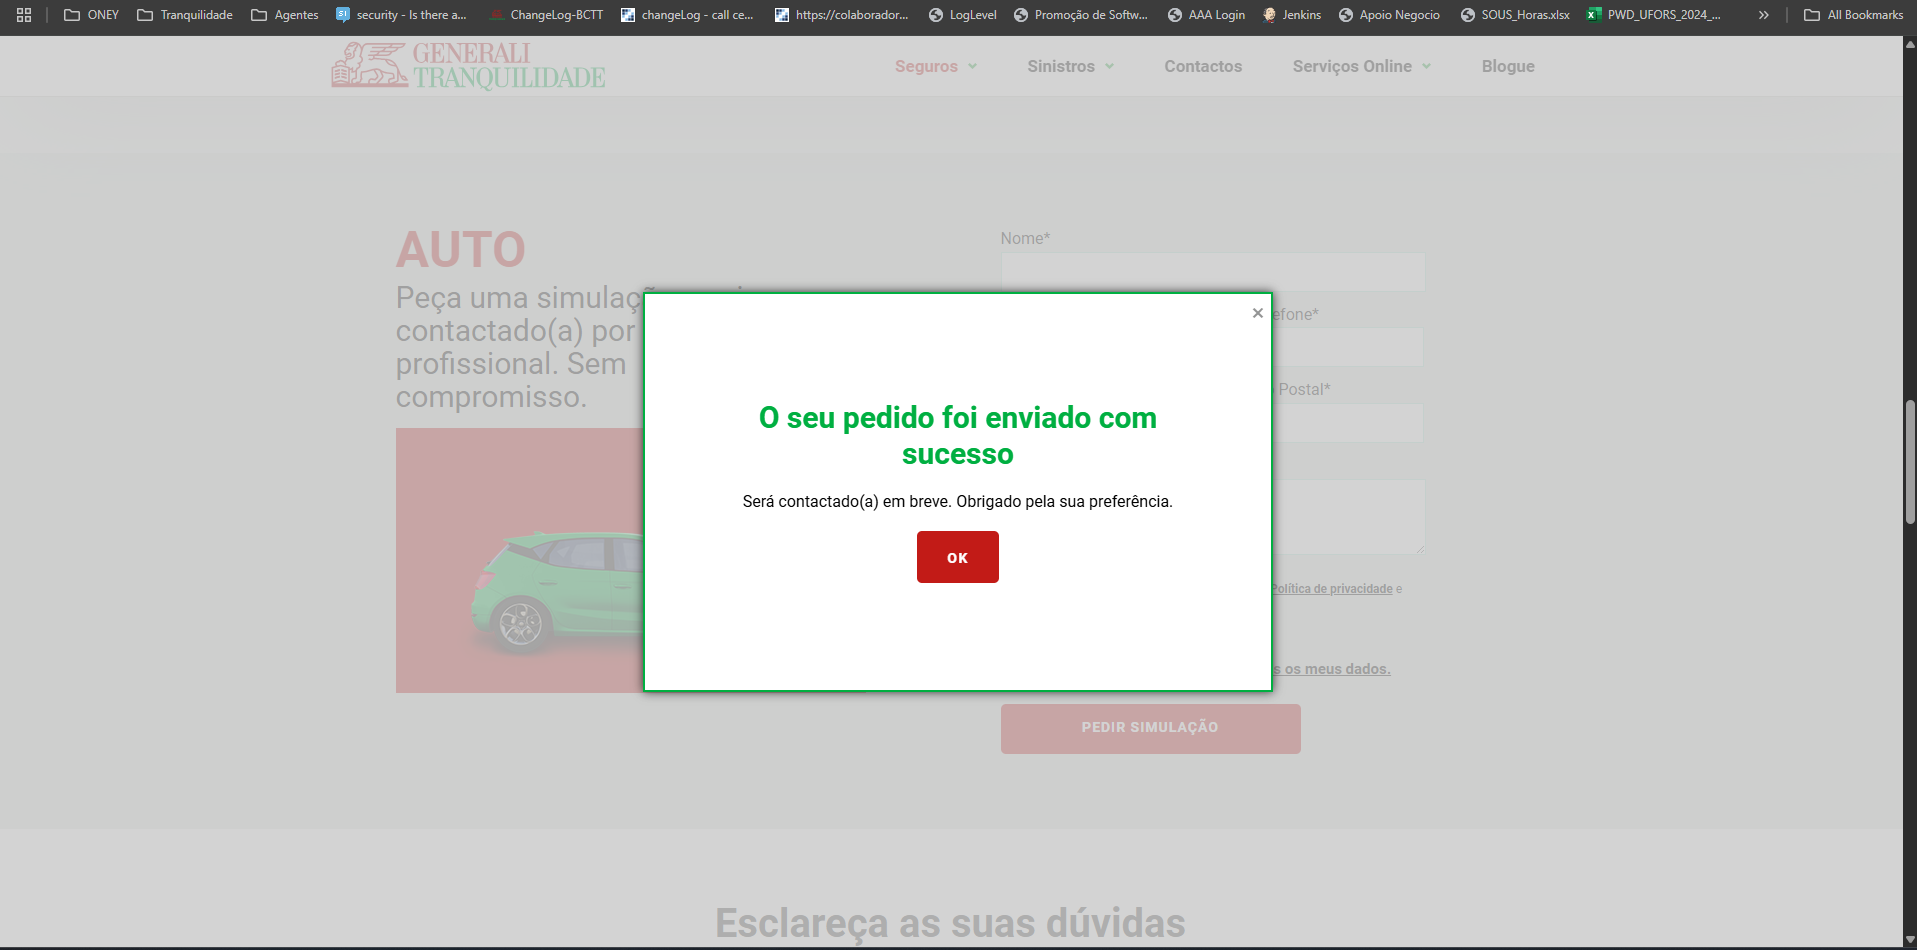 ONEY
Tranquilidade
Agentes
security - Is there a...
ChangeLog-BCTT
changeLog - call ce...
https://colaborador...
LogLevel
Promoção de Softw...
AAA Login
Jenkins
Apoio Negocio
SOUS_Horas.xlsx
PWD_UFORS_2024_...
All Bookmarks
GENERALI
TRANQUILIDADE
Seguros
Sinistros
Contactos
Serviços Online
Blogue
AUTO
Peça uma simulaç
contactado(a) por
profissional. Sem
compromisso.
Nome*
efone*
Postal*
O seu pedido foi enviado com
sucesso
Será contactado(a) em breve. Obrigado pela sua preferência.
OK
Política de privacidade e
s os meus dados.
PEDIR SIMULAÇÃO
Esclareça as suas dúvidas